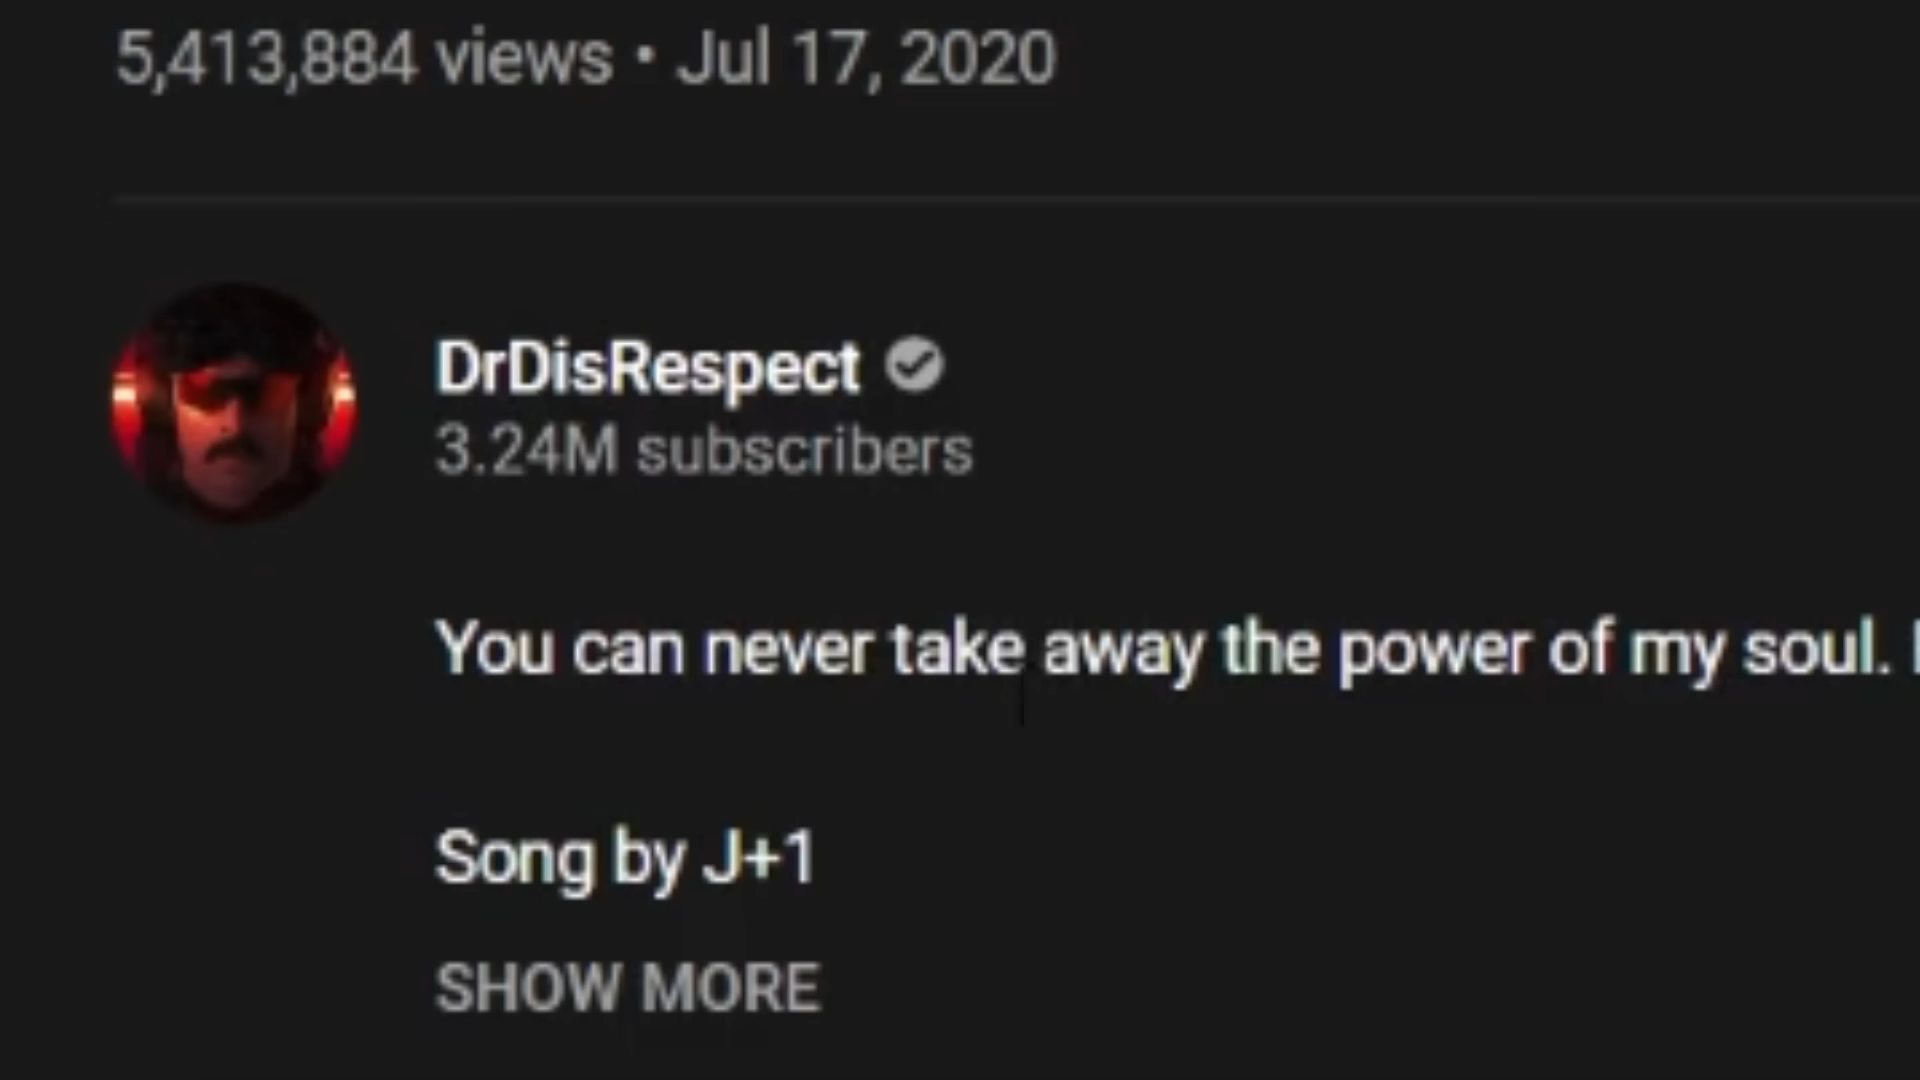 5,413,884 views • Jul 17, 2020
DrDisRespect
3.24M subscribers
You can never take away the power of my soul.
Song by J+1
SHOW MORE